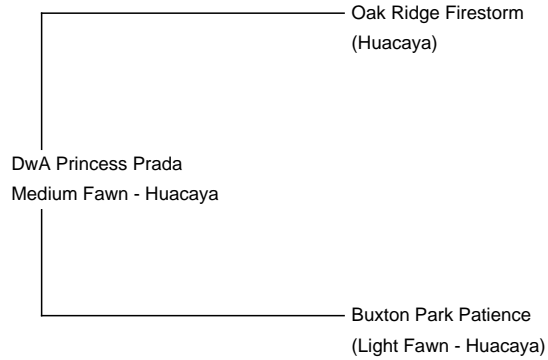 Oak Ridge Firestorm
(Huacaya)
DwA Princess Prada
Medium Fawn - Huacaya
Buxton Park Patience
(Light Fawn - Huacaya)